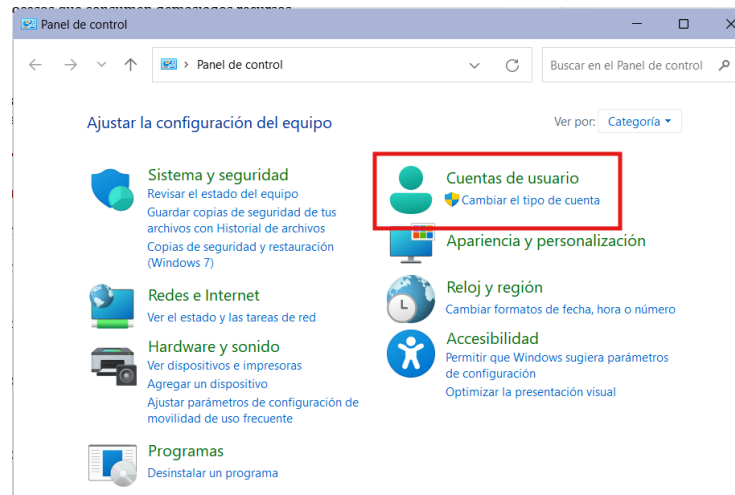 ocesos que consumen demasiados recursos
Panel de control
Panel de control
Buscar en el Panel de control
Ajustar la configuración del equipo
Ver por:
Categoría
Sistema y seguridad
Revisar el estado del equipo
Guardar copias de seguridad de tus
archivos con Historial de archivos
Copias de seguridad y restauración
(Windows 7)
Redes e Internet
Ver el estado y las tareas de red
Hardware y sonido
Ver dispositivos e impresoras
Agregar un dispositivo
Ajustar parámetros de configuración de
movilidad de uso frecuente
Programas
Desinstalar un programa
Cuentas de usuario
Cambiar el tipo de cuenta
Apariencia y personalización
Reloj y región
Cambiar formatos de fecha, hora o número
Accesibilidad
Permitir que Windows sugiera parámetros
de configuración
Optimizar la presentación visual